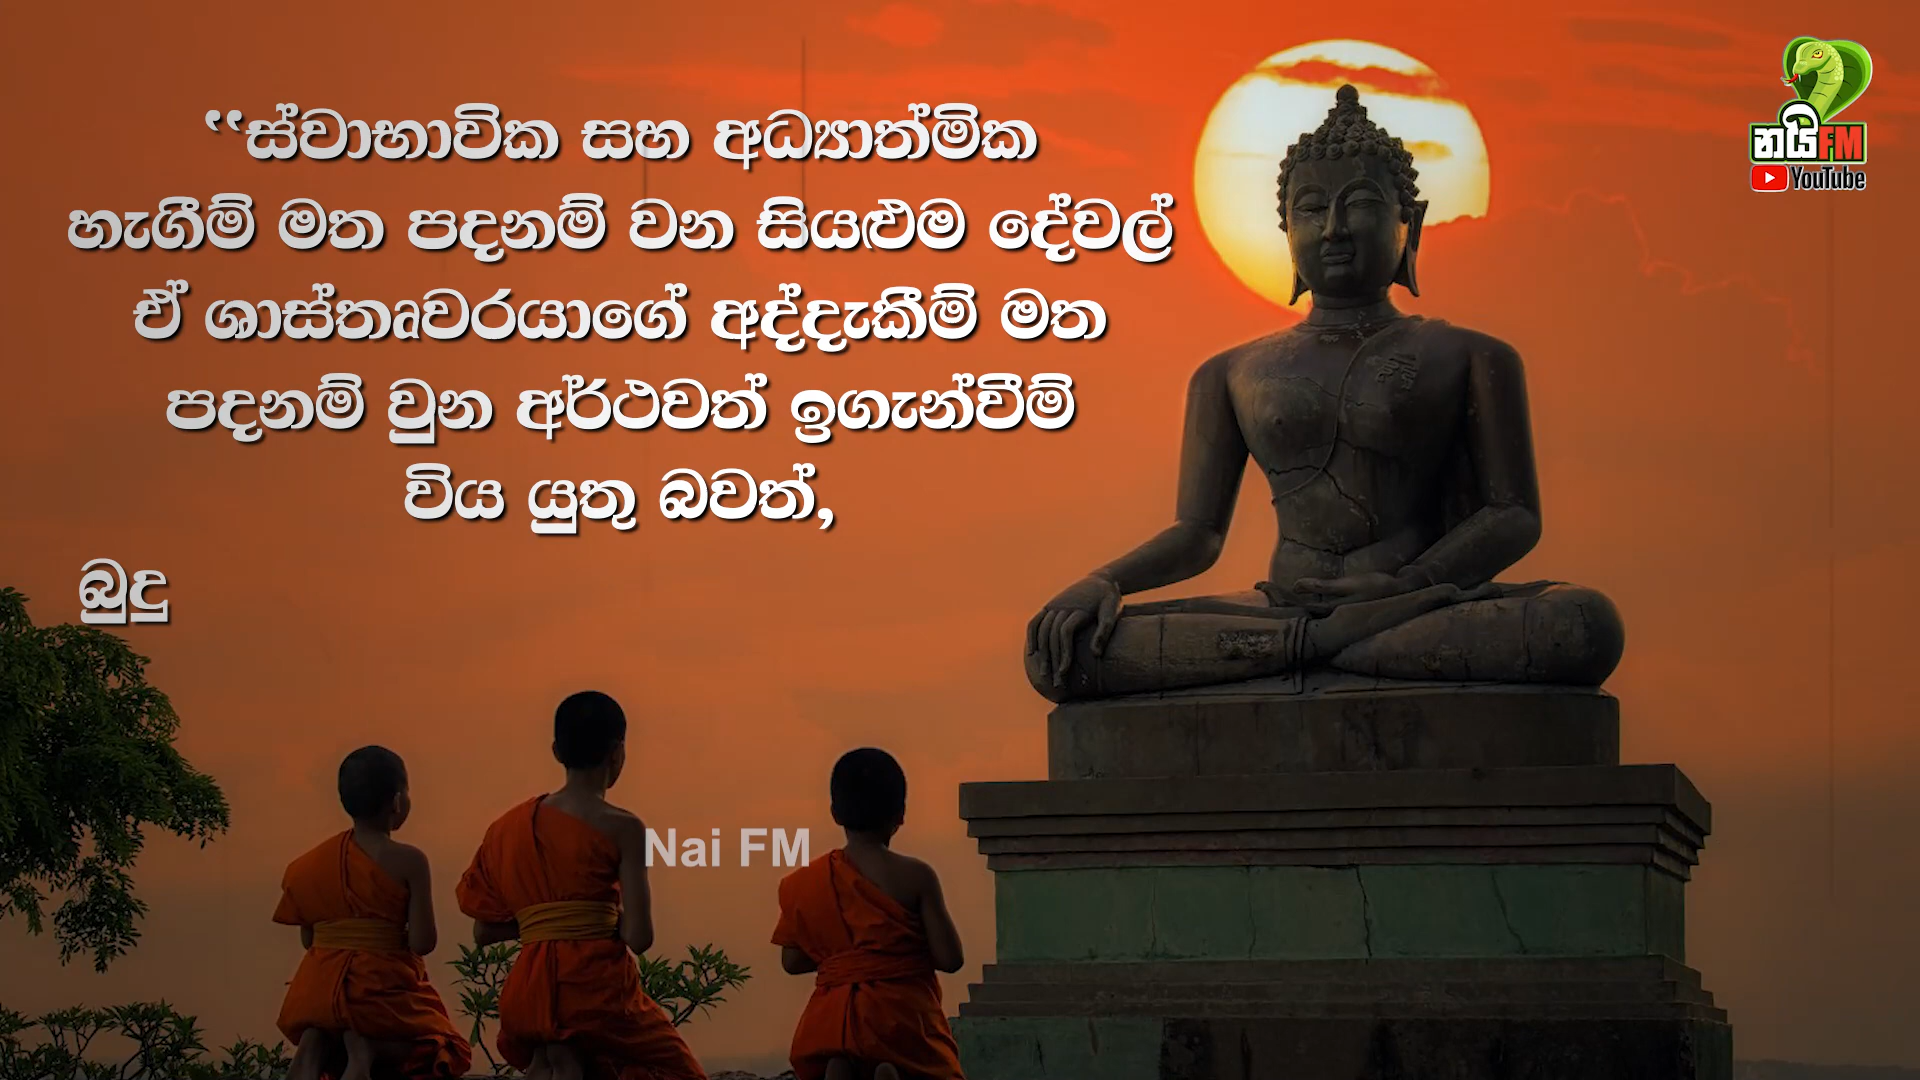 “ස්වාභාවික සහ අධ්‍යාත්මික
හැගීම් මත පදනම් වන සියළුම දේවල්
ඒ ශාස්තෘවරයාගේ අද්දැකීම් මත
පදනම් වුන අර්ථවත් ඉගැන්වීම්
විය යුතු බවත්,
බුදු
නයිFM
YouTube
Nai FM